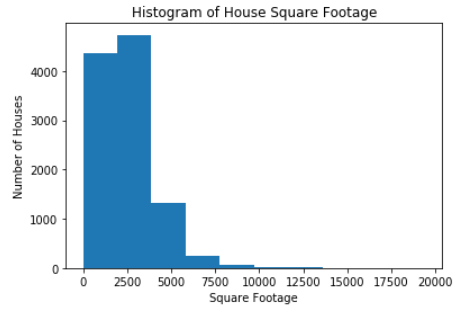 Histogram of House Square Footage
Number of Houses
4000
3000
2000
1000
0
0 2500 5000 7500 10000 12500 15000 17500 20000
Square Footage